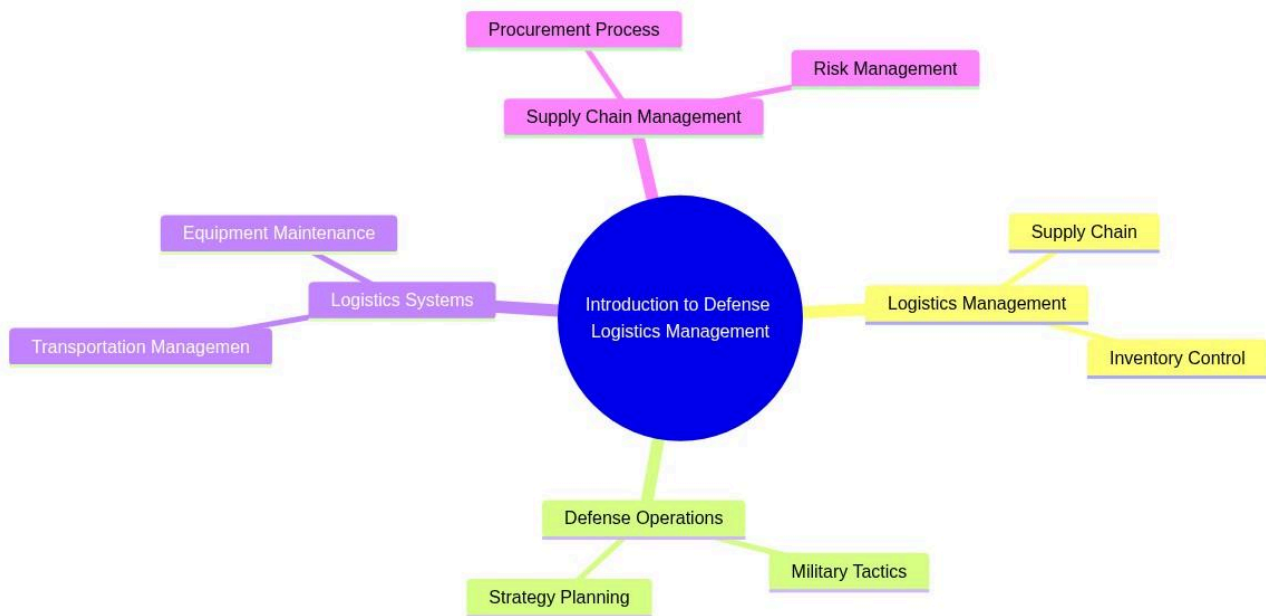 Procurement Process
Risk Management
Supply Chain Management
Equipment Maintenance
Supply Chain
Logistics Systems
Introduction to Defense
Logistics Management
Logistics Management
Transportation Managemen
Inventory Control
Defense Operations
Military Tactics
Strategy Planning